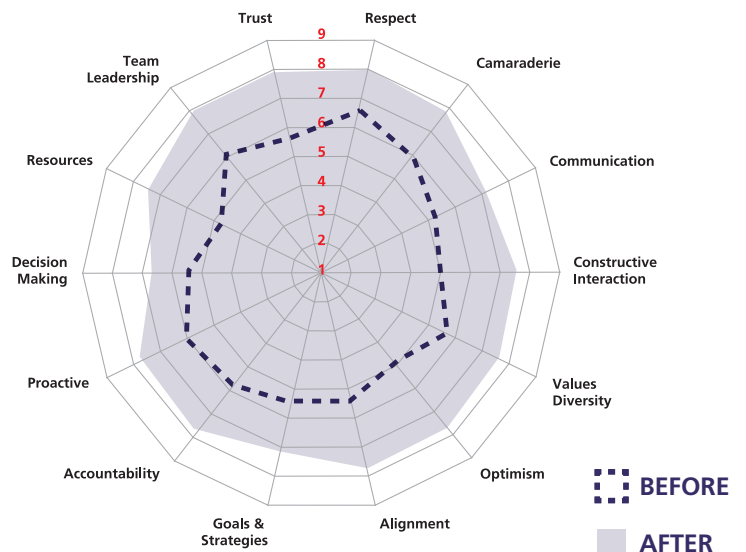 Trust
Respect
9
8
7
6
5
4
3
2
1
Camaraderie
Communication
Constructive
Interaction
Values
Diversity
Optimism
Alignment
Goals &
Strategies
Accountability
Proactive
Decision
Making
Resources
Team
Leadership
BEFORE
AFTER